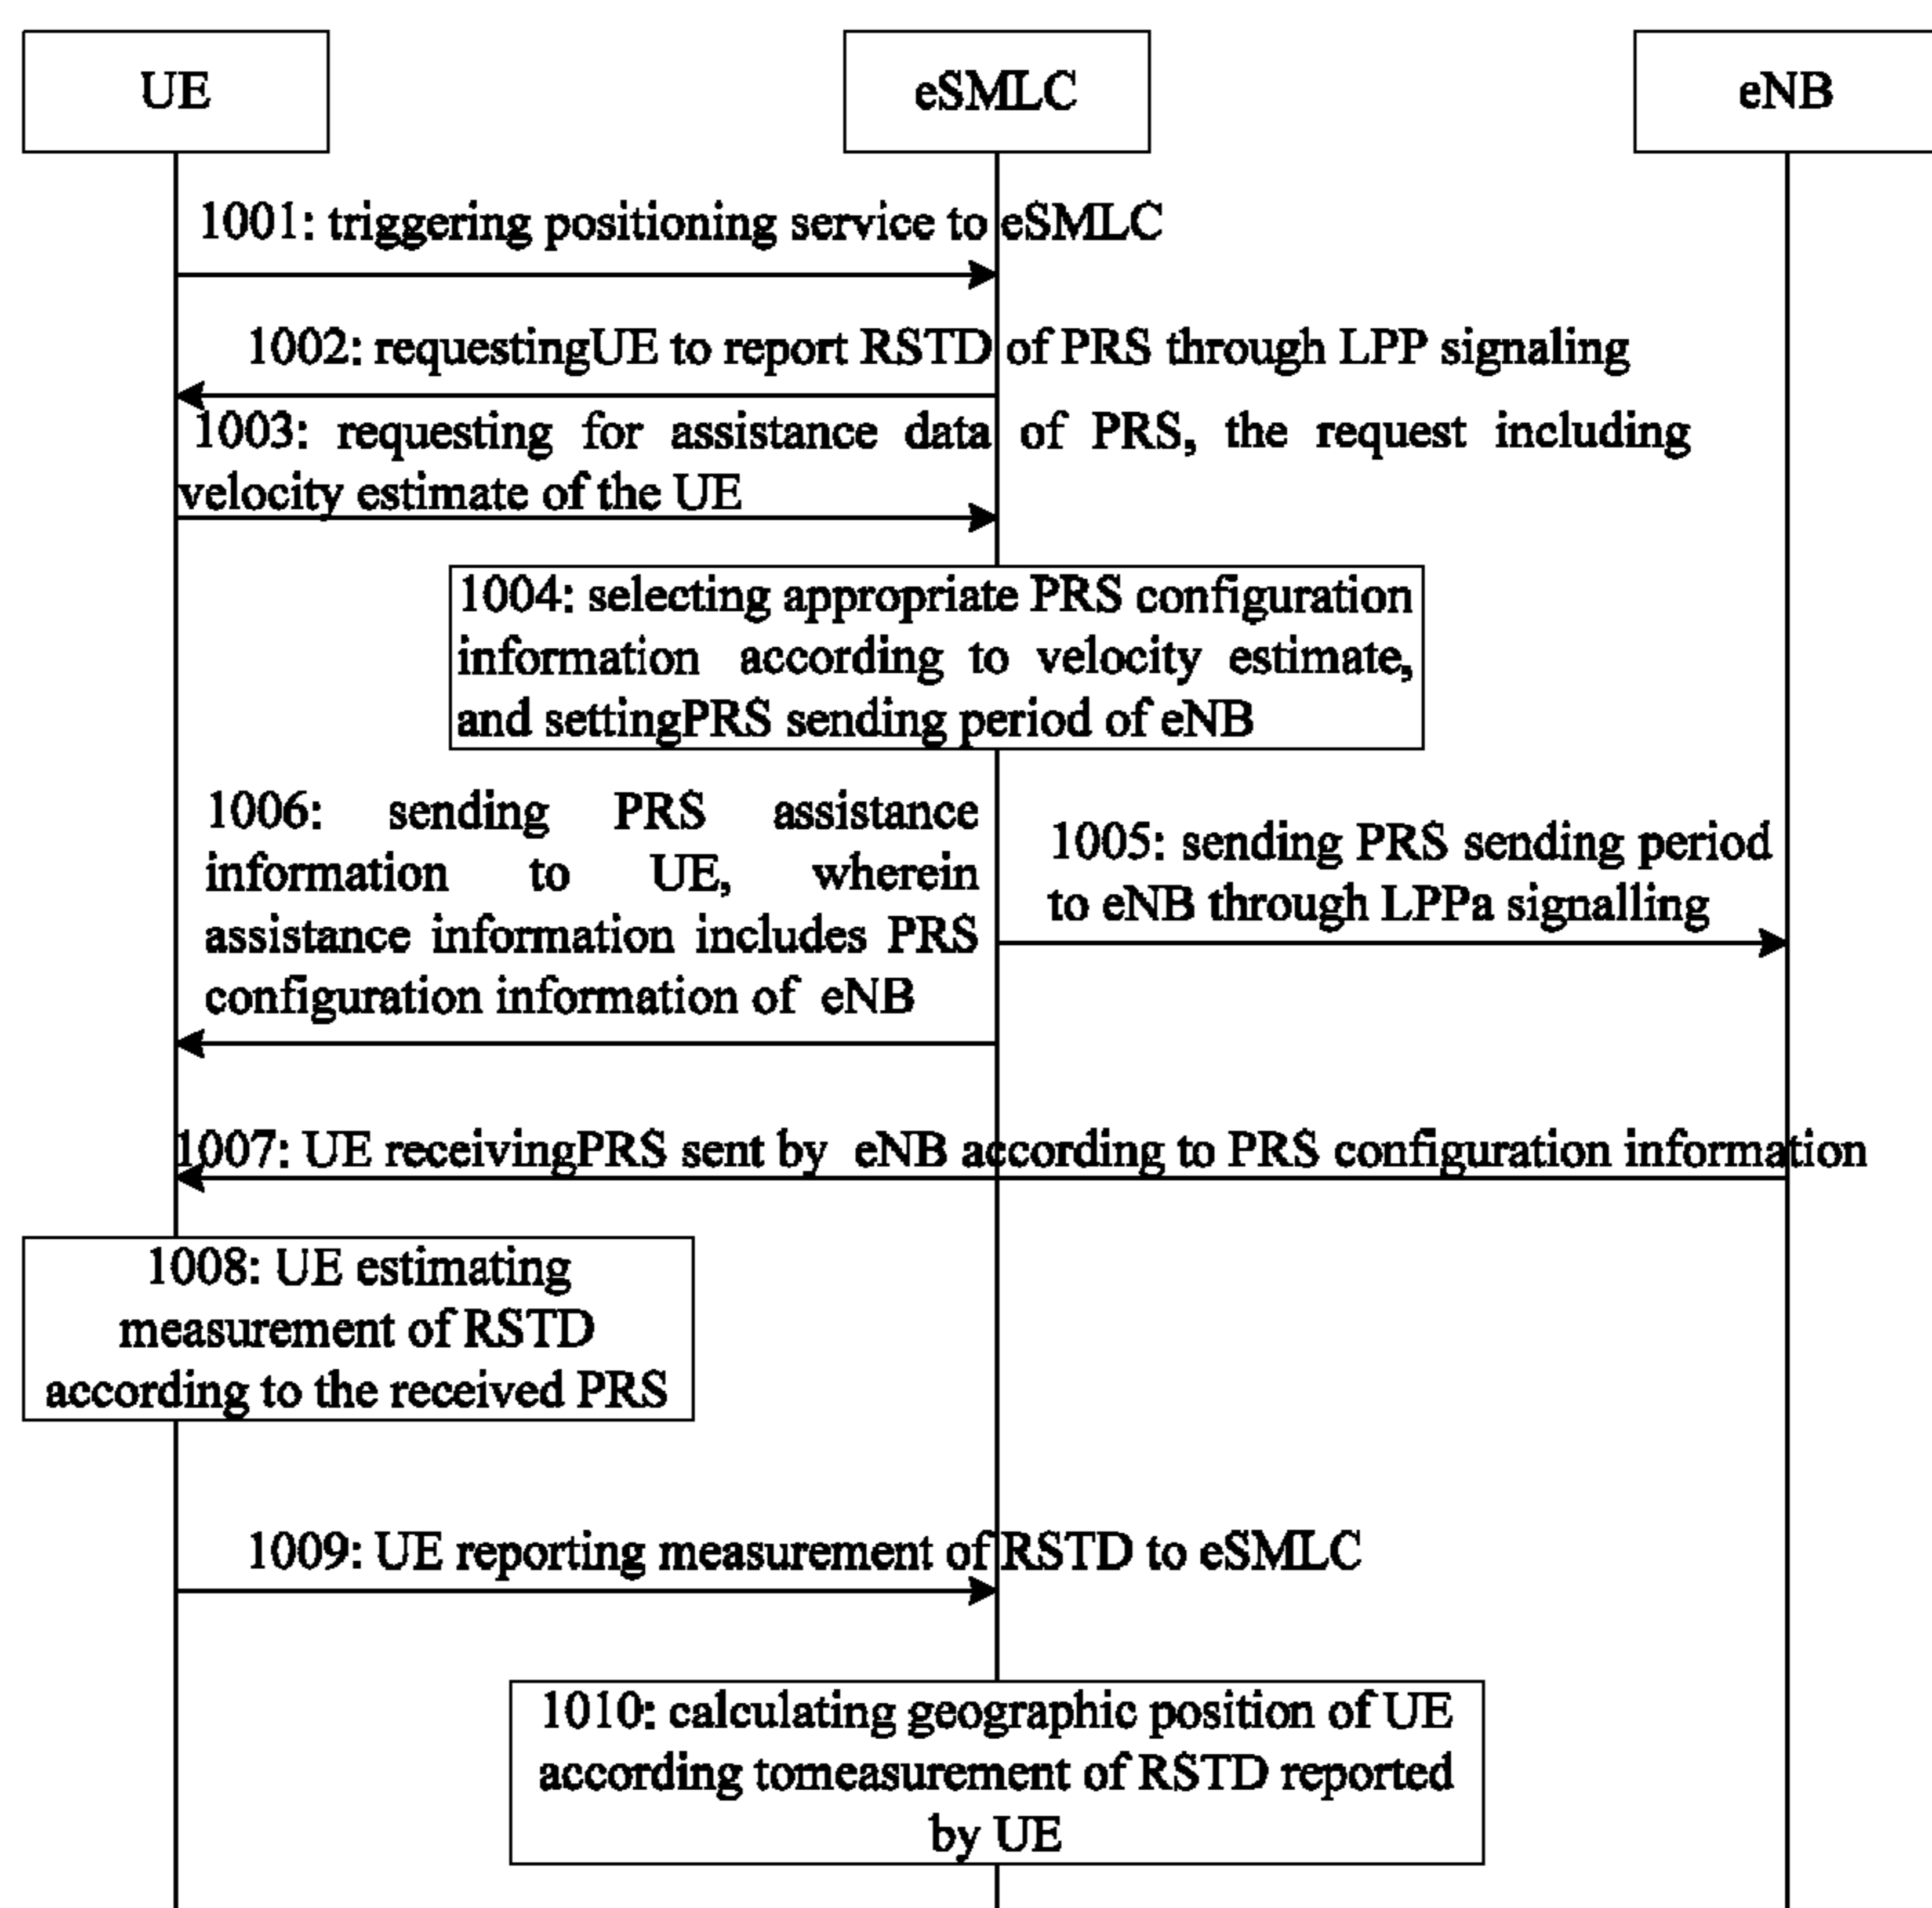 UE
eSMLC
eNB
1001: triggering positioning service to eSMLC
1002: requestingUE to report RSTD of PRS through LPP signaling
1003: requesting for assistance data of PRS, the request including
velocity estimate of the UE
1004: selecting appropriate PRS configuration
information according to velocity estimate,
and settingPRS sending period of eNB
1006: sending PRS assistance
information to UE, wherein
assistance information includes PRS
configuration information of eNB
1005: sending PRS sending period
to eNB through LPPa signalling
1007: UE receivingPRS sent by eNB according to PRS configuration information
1008: UE estimating
measurement of RSTD
according to the received PRS
1009: UE reporting measurement of RSTD to eSMLC
1010: calculating geographic position of UE
according tomeasurement of RSTD reported
by UE